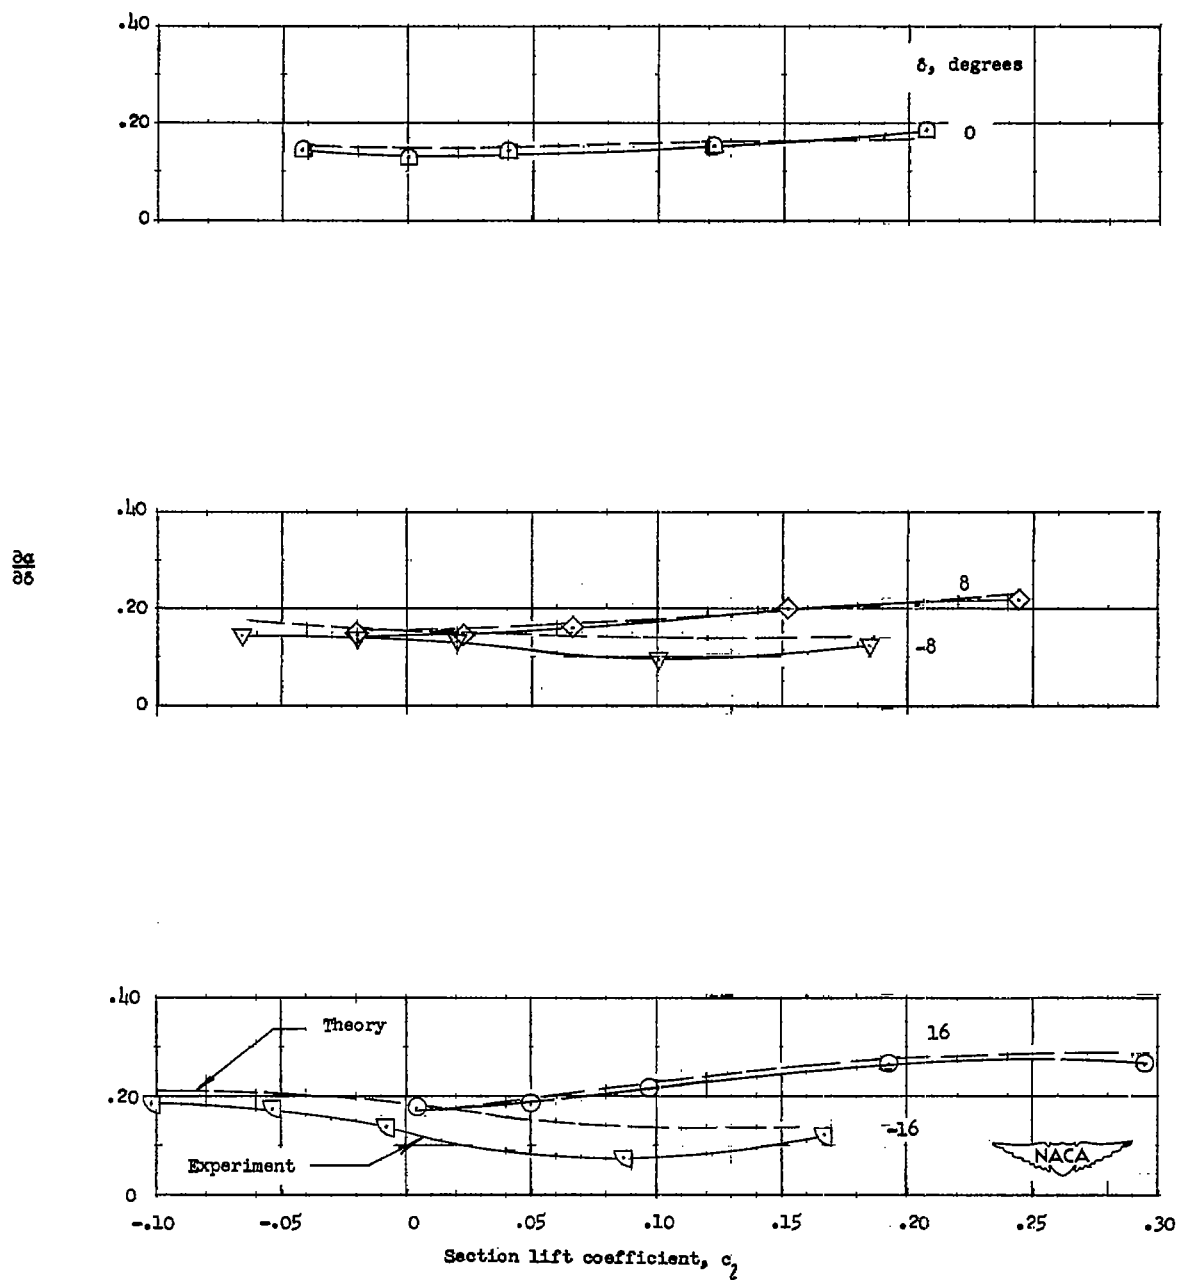 .40
δ, degrees
.20
0
0
∂α
∂δ
.40
8
.20
-8
0
.40
Theory
16
.20
-16
NACA
Experiment
0
-.10 -.05 0 .05 .10 .15 .20 .25 .30
Section lift coefficient, cl